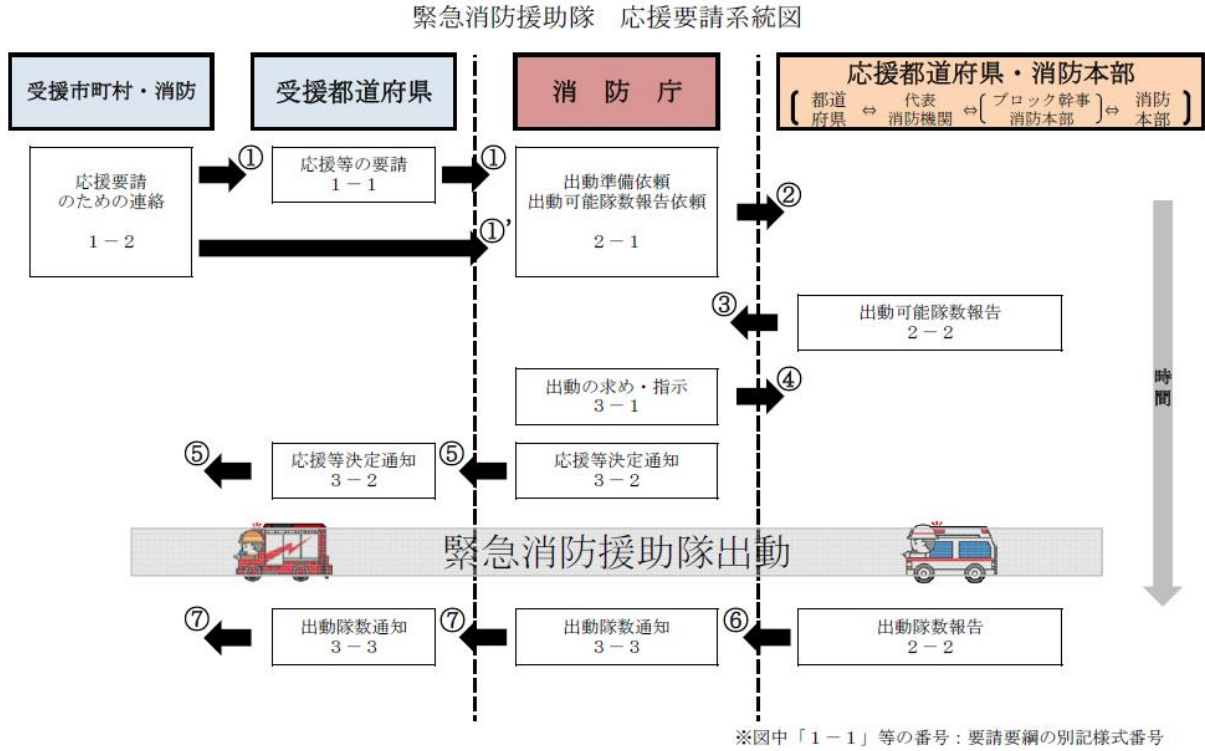 緊急消防援助隊　応援要請系統図
受援市町村・消防
受援都道府県
消　防　庁
応援都道府県・消防本部
都道府県 ⇔ 代表消防機関 ⇔ ブロック幹事消防本部 ⇔ 消防本部
応援要請
のための連絡
１－２
①
応援等の要請
１－１
①
①’
出動準備依頼
出動可能隊数報告依頼
２－１
②
③
出動可能隊数報告
２－２
出動の求め・指示
３－１
④
時間
⑤
応援等決定通知
３－２
⑤
応援等決定通知
３－２
緊急消防援助隊出動
⑦
出動隊数通知
３－３
⑦
出動隊数通知
３－３
⑥
出動隊数報告
２－２
※図中「１－１」等の番号：要請要綱の別記様式番号